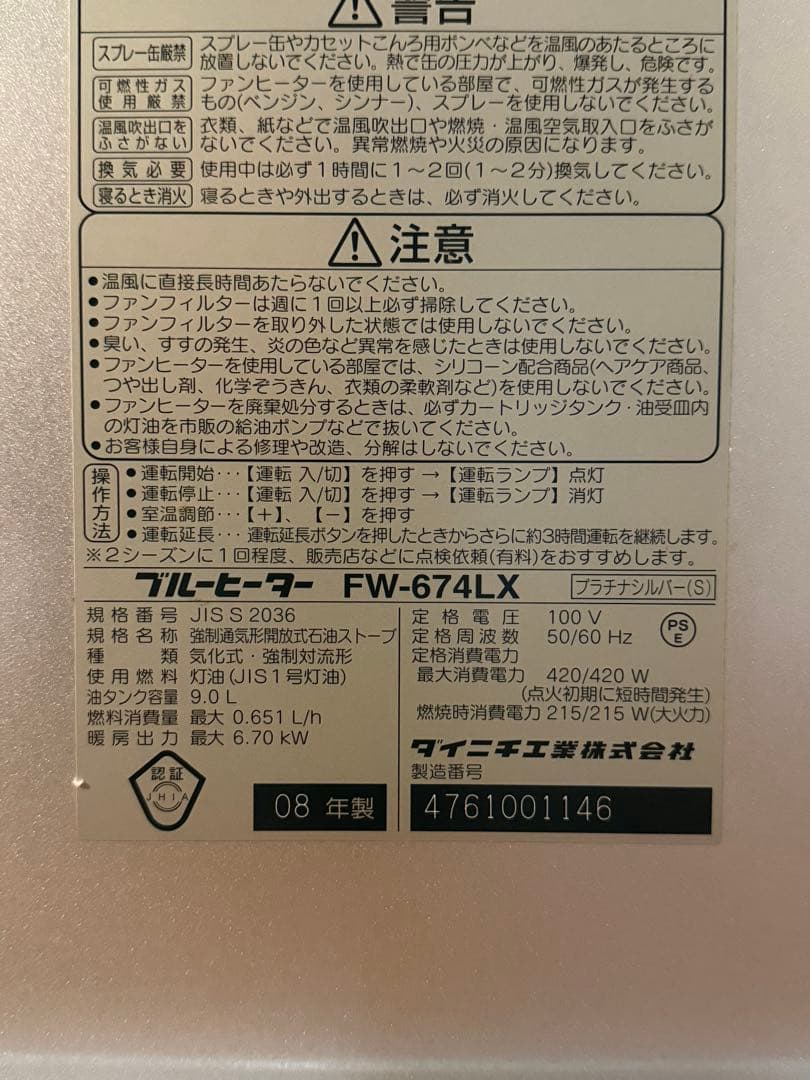 警告
スプレー缶厳禁 スプレー缶やカセットこんろ用ボンベなどを温風のあたるところに
放置しないでください。熱で缶の圧力が上がり、爆発し、危険です。
可燃性ガス ファンヒーターを使用している部屋で、可燃性ガスが発生する
使用厳禁 もの(ベンジン、シンナー)、スプレーを使用しないでください。
温風吹出口を 衣類、紙などで温風吹出口や燃焼・温風空気取入口をふさが
ふさがない ないでください。異常燃焼や火災の原因になります。
換気必要 使用中は必ず1時間に1〜2回(1〜2分)換気してください。
寝るとき消火 寝るときや外出するときは、必ず消火してください。
注意
●温風に直接長時間あたらないでください。
●ファンフィルターは週に1回以上必ず掃除してください。
●ファンフィルターを取り外した状態では使用しないでください。
●臭い、すすの発生、炎の色など異常を感じたときは使用しないでください。
●ファンヒーターを使用している部屋では、シリコーン配合商品(ヘアケア商品、
つや出し剤、化学ぞうきん、衣類の柔軟剤など)を使用しないでください。
●ファンヒーターを廃棄処分するときは、必ずカートリッジタンク・油受皿内
の灯油を市販の給油ポンプなどで抜いてください。
●お客様自身による修理や改造、分解はしないでください。
操作方法
●運転開始・・・【運転 入/切】を押す → 【運転ランプ】点灯
●運転停止・・・【運転 入/切】を押す → 【運転ランプ】消灯
●室温調節・・・【+】、【−】を押す
●運転延長・・・運転延長ボタンを押したときからさらに約3時間運転を継続します。
※2シーズンに1回程度、販売店などに点検依頼(有料)をおすすめします。
ブルーヒーター FW-674LX プラチナシルバー(S)
規格番号 JIS S 2036
規格名称 強制通気形開放式石油ストーブ
種類 気化式・強制対流形
使用燃料 灯油(JIS1号灯油)
油タンク容量 9.0 L
燃料消費量 最大 0.651 L/h
暖房出力 最大 6.70 kW
認証
JHIA
08 年製
定格電圧 100 V
定格周波数 50/60 Hz
PS
E
定格消費電力
最大消費電力 420/420 W
(点火初期に短時間発生)
燃焼時消費電力 215/215 W(大火力)
ダイニチ工業株式会社
製造番号
4761001146